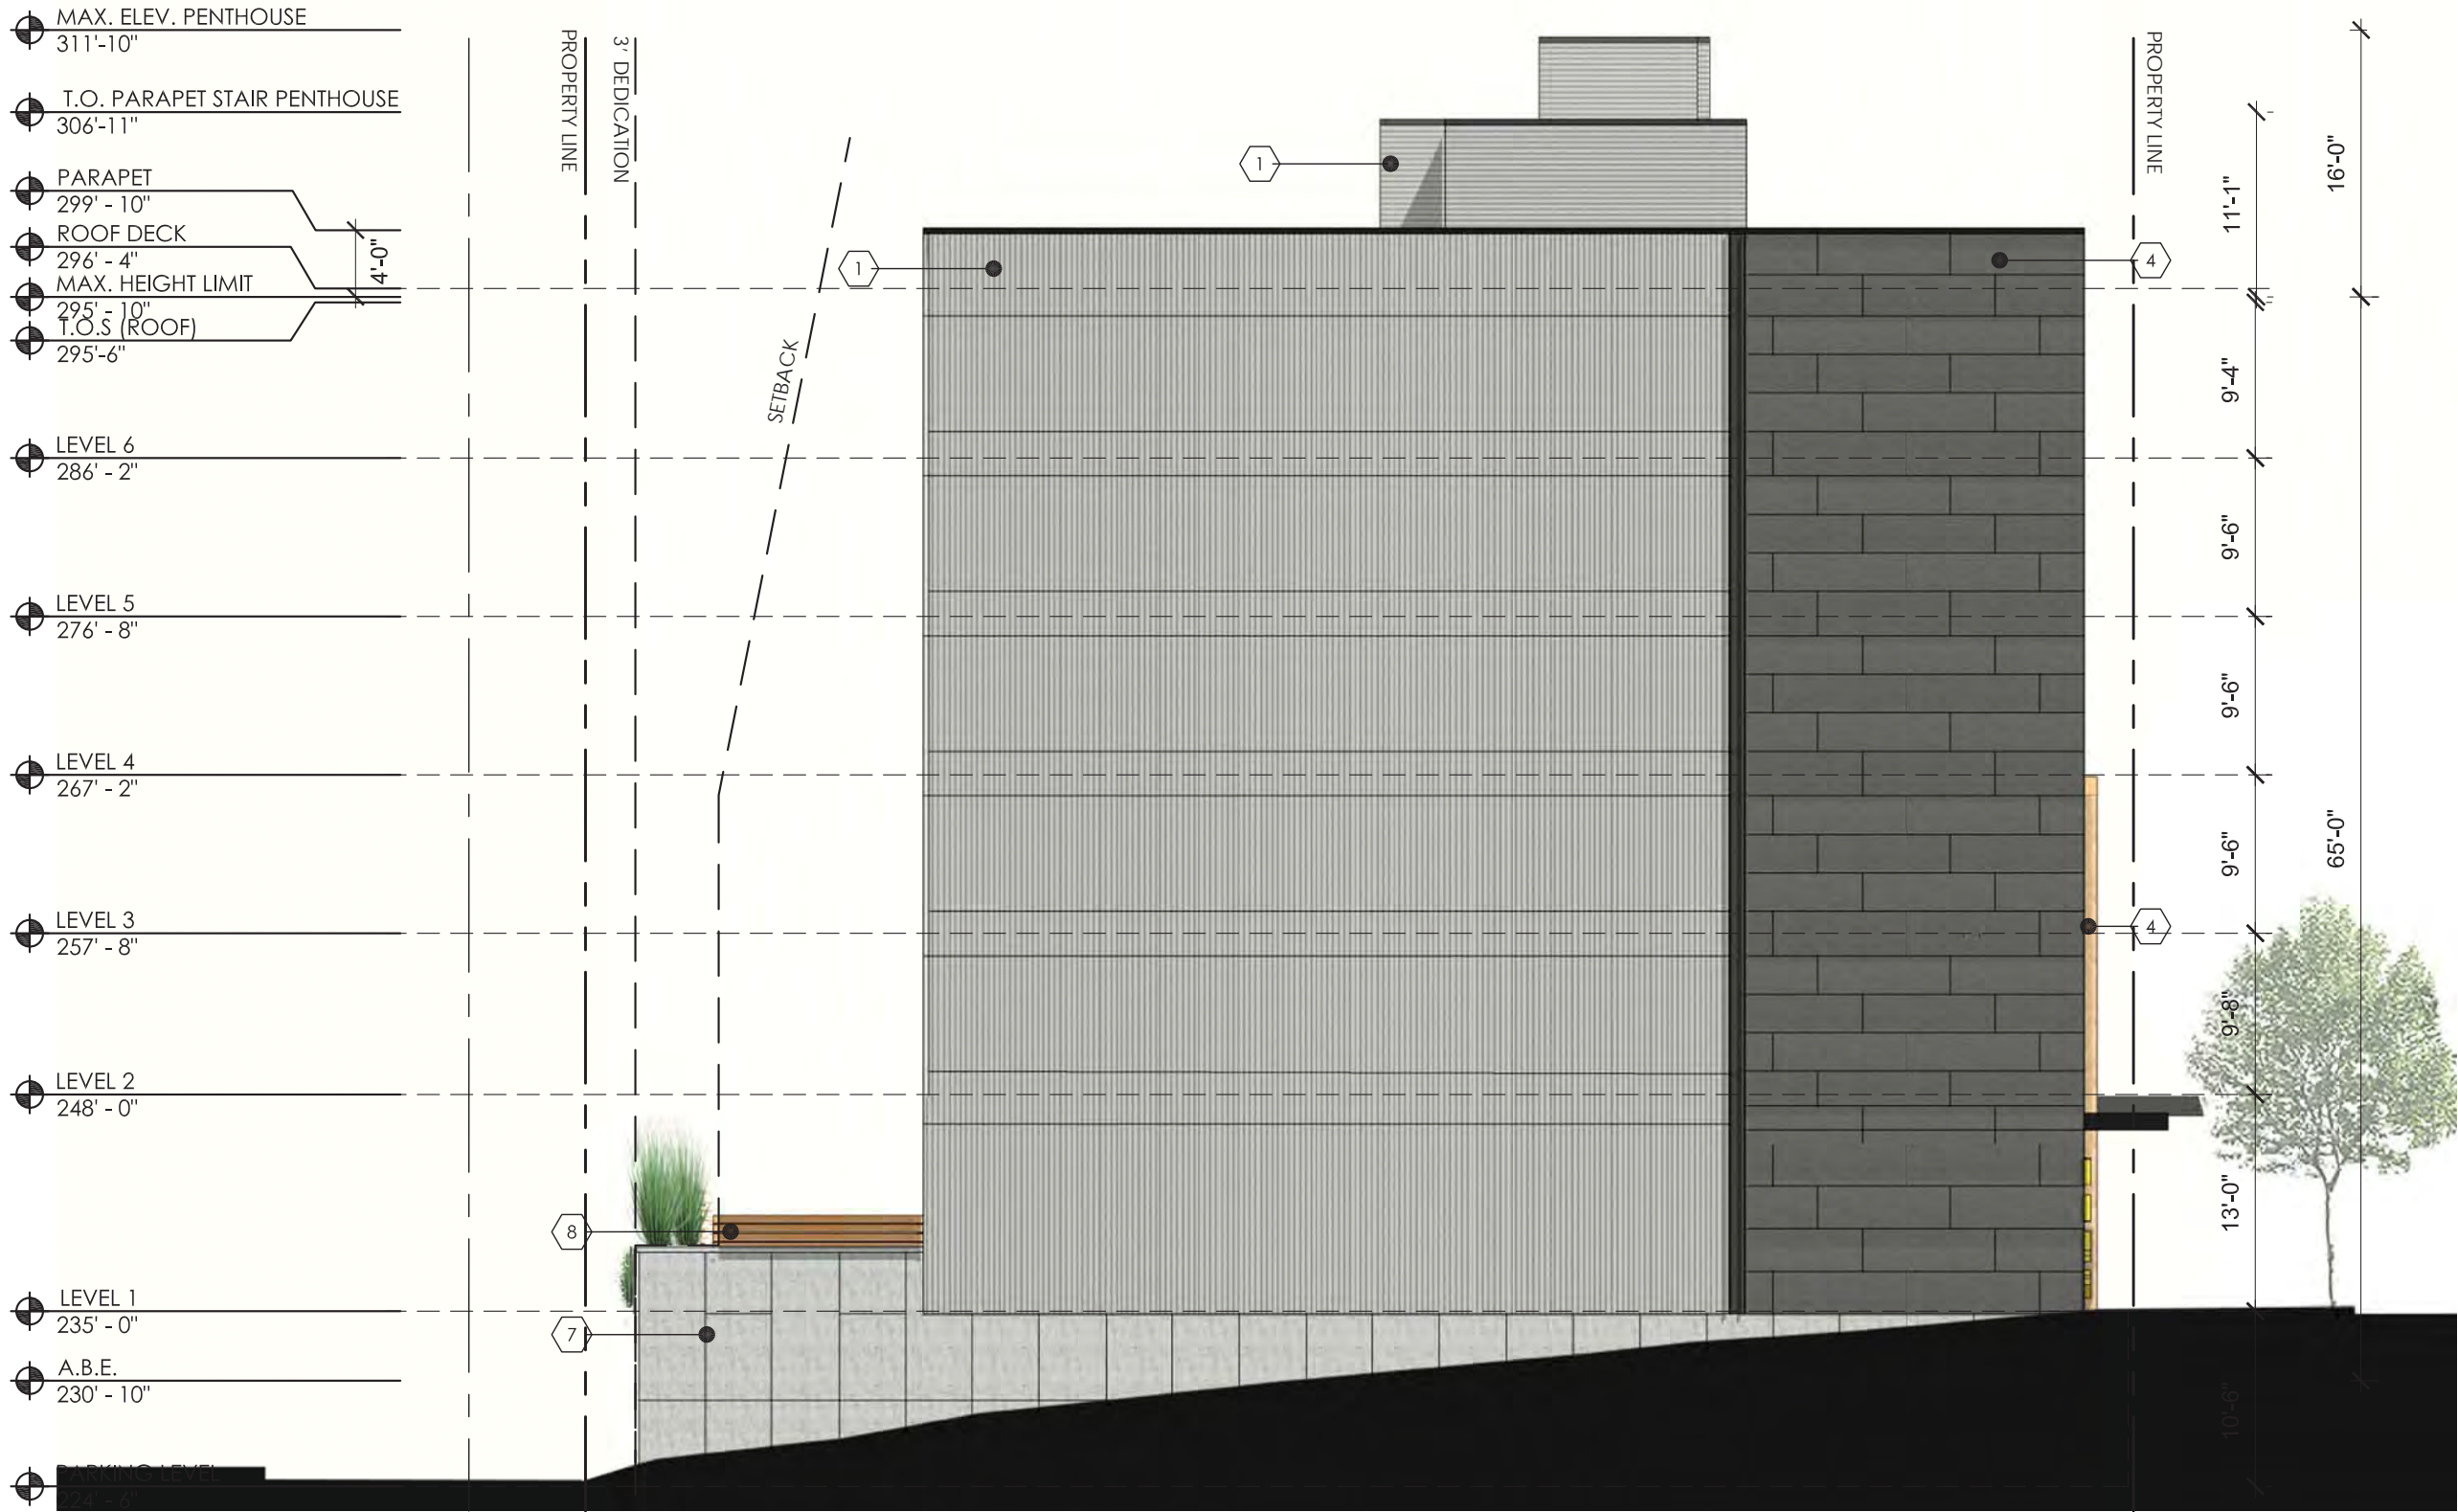 MAX. ELEV. PENTHOUSE
311'-10"
T.O. PARAPET STAIR PENTHOUSE
306'-11"
PARAPET
299' - 10"
ROOF DECK
296' - 4"
MAX. HEIGHT LIMIT
295' - 10"
T.O.S (ROOF)
295'-6"
LEVEL 6
286' - 2"
LEVEL 5
276' - 8"
LEVEL 4
267' - 2"
LEVEL 3
257' - 8"
LEVEL 2
248' - 0"
LEVEL 1
235' - 0"
A.B.E.
230' - 10"
PARKING LEVEL
224' - 6"
4'-0"
PROPERTY LINE
3' DEDICATION
SETBACK
1
1
8
7
4
4
PROPERTY LINE
11'-1"
9'-4"
9'-6"
9'-6"
9'-6"
9'-8"
13'-0"
10'-6"
16'-0"
65'-0"